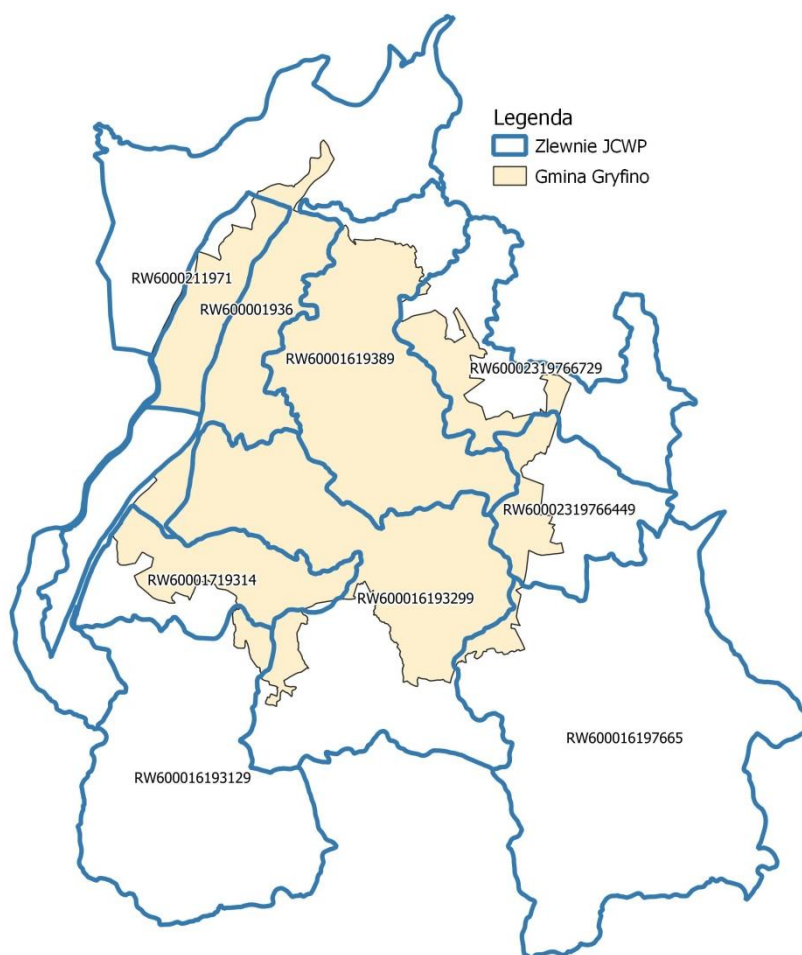 Legenda
Zlewnie JCWP
Gmina Gryfino
RW6000211971
RW600001936
RW60001619389
RW60002319766729
RW60002319766449
RW60001719314
RW600016193299
RW600016197665
RW600016193129